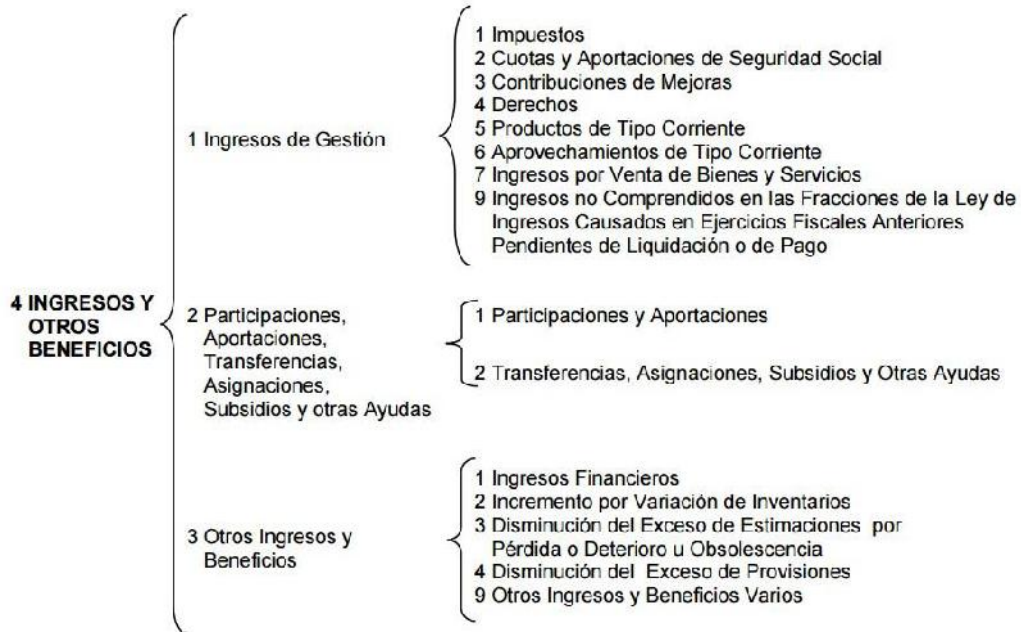 4 INGRESOS Y
OTROS
BENEFICIOS
1 Ingresos de Gestión
1 Impuestos
2 Cuotas y Aportaciones de Seguridad Social
3 Contribuciones de Mejoras
4 Derechos
5 Productos de Tipo Corriente
6 Aprovechamientos de Tipo Corriente
7 Ingresos por Venta de Bienes y Servicios
9 Ingresos no Comprendidos en las Fracciones de la Ley de
Ingresos Causados en Ejercicios Fiscales Anteriores
Pendientes de Liquidación o de Pago
2 Participaciones,
Aportaciones,
Transferencias,
Asignaciones,
Subsidios y otras Ayudas
1 Participaciones y Aportaciones
2 Transferencias, Asignaciones, Subsidios y Otras Ayudas
3 Otros Ingresos y
Beneficios
1 Ingresos Financieros
2 Incremento por Variación de Inventarios
3 Disminución del Exceso de Estimaciones por
Pérdida o Deterioro u Obsolescencia
4 Disminución del Exceso de Provisiones
9 Otros Ingresos y Beneficios Varios